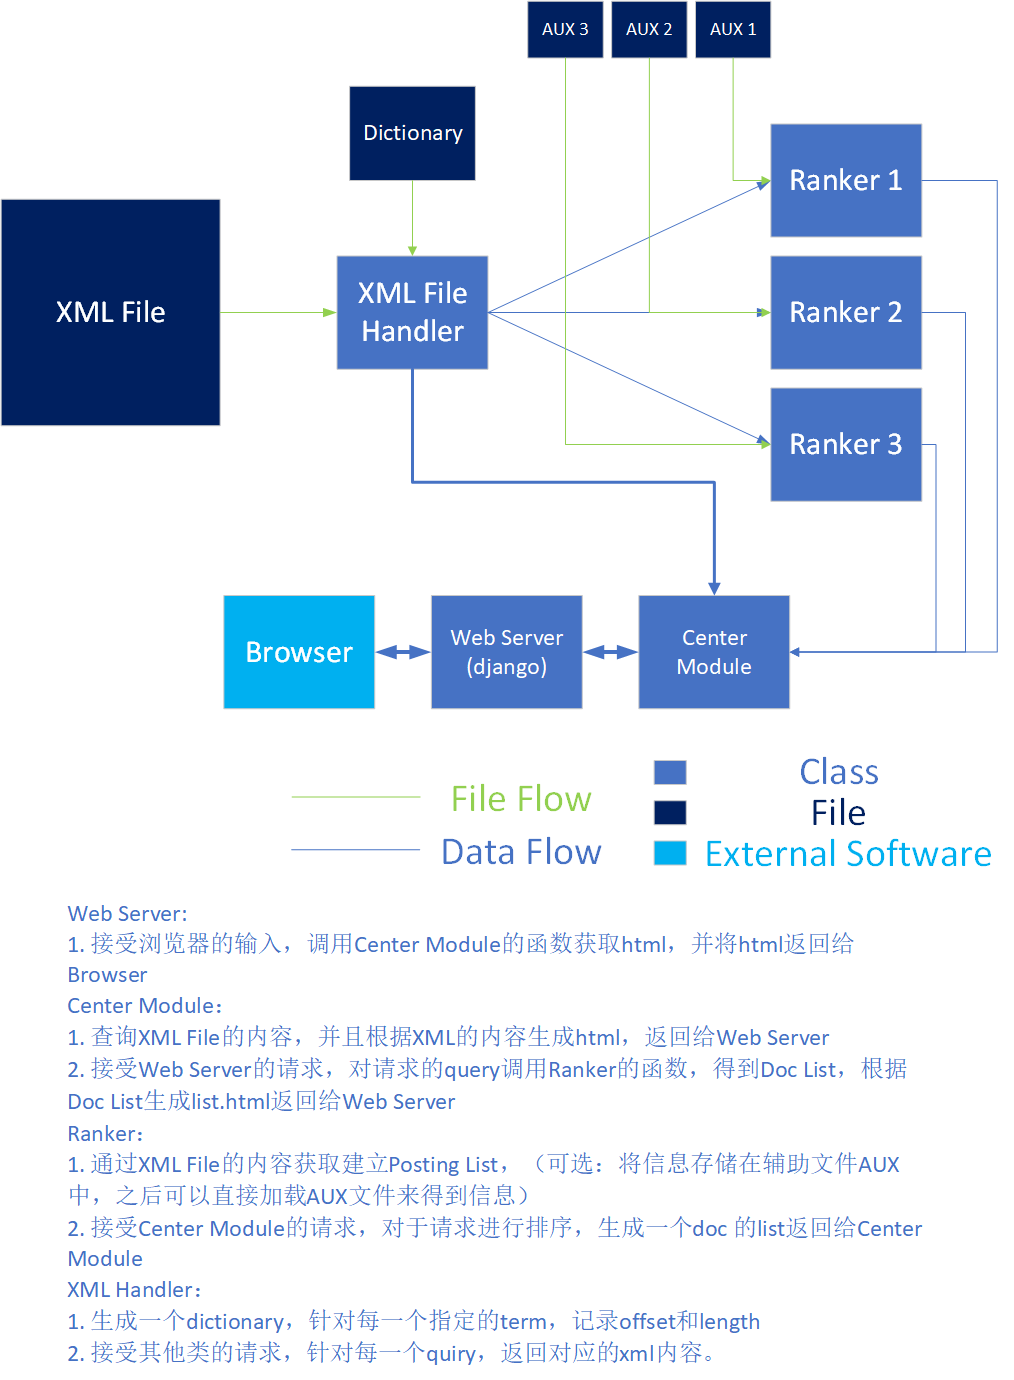 AUX 3
AUX 2
AUX 1
Dictionary
Ranker 1
XML File
XML File
Handler
Ranker 2
Ranker 3
Browser
Web Server
(django)
Center
Module
File Flow
Data Flow
Class
File
External Software
Web Server:
1. 接受浏览器的输入，调用Center Module的函数获取html，并将html返回给
Browser
Center Module：
1. 查询XML File的内容，并且根据XML的内容生成html，返回给Web Server
2. 接受Web Server的请求，对请求的query调用Ranker的函数，得到Doc List，根据
Doc List生成list.html返回给Web Server
Ranker：
1. 通过XML File的内容获取建立Posting List，（可选：将信息存储在辅助文件AUX
中，之后可以直接加载AUX文件来得到信息）
2. 接受Center Module的请求，对于请求进行排序，生成一个doc 的list返回给Center
Module
XML Handler：
1. 生成一个dictionary，针对每一个指定的term，记录offset和length
2. 接受其他类的请求，针对每一个quiry，返回对应的xml内容。